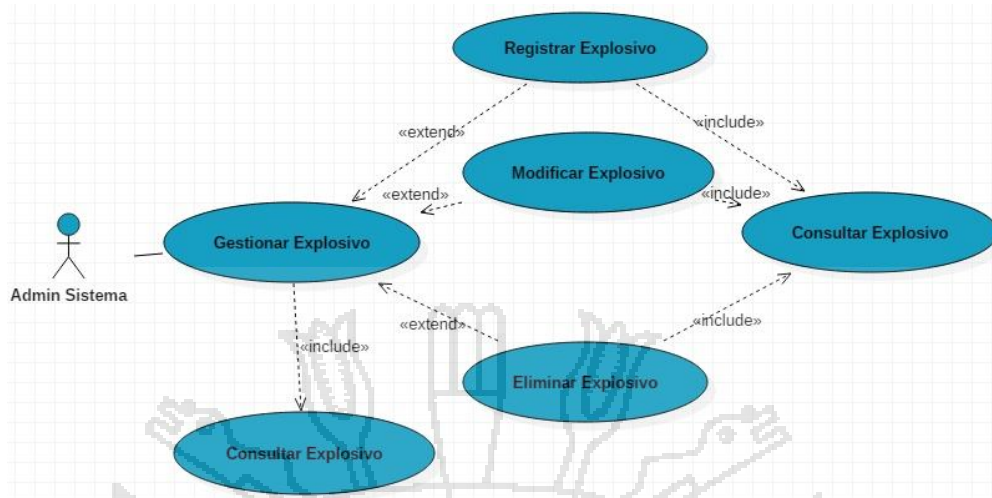 Registrar Explosivo
«extend»
«include»
Modificar Explosivo
«extend»
«include»
Gestionar Explosivo
Consultar Explosivo
Admin Sistema
«extend»
«include»
«include»
Eliminar Explosivo
Consultar Explosivo